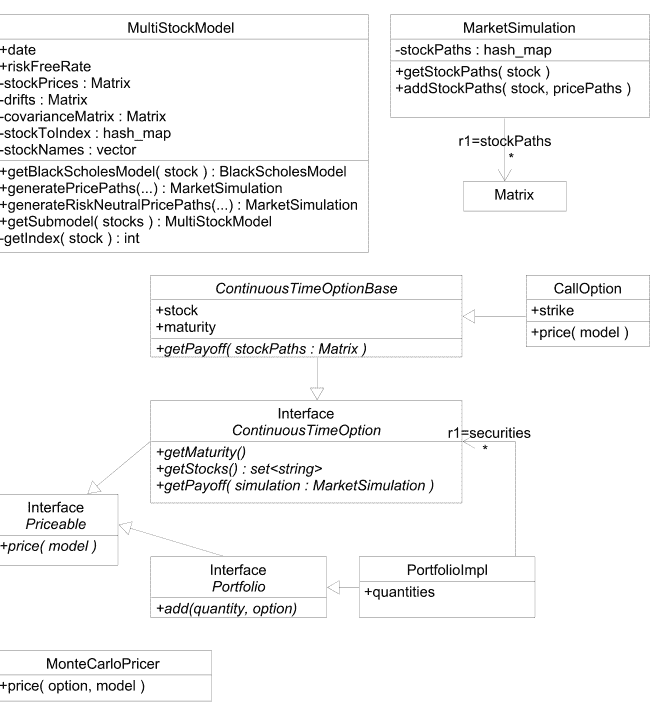 MultiStockModel
+date
+riskFreeRate
-stockPrices : Matrix
-drifts : Matrix
-covarianceMatrix : Matrix
-stockToIndex : hash_map
-stockNames : vector
+getBlackScholesModel( stock ) : BlackScholesModel
+generatePricePaths(...) : MarketSimulation
+generateRiskNeutralPricePaths(...) : MarketSimulation
+getSubmodel( stocks ) : MultiStockModel
-getIndex( stock ) : int
MarketSimulation
-stockPaths : hash_map
+getStockPaths( stock )
+addStockPaths( stock, pricePaths )
r1=stockPaths
*
Matrix
ContinuousTimeOptionBase
+stock
+maturity
+getPayoff( stockPaths : Matrix )
CallOption
+strike
+price( model )
Interface
ContinuousTimeOption
+getMaturity()
+getStocks() : set<string>
+getPayoff( simulation : MarketSimulation )
r1=securities
*
Interface
Priceable
+price( model )
Interface
Portfolio
+add(quantity, option)
PortfolioImpl
+quantities
MonteCarloPricer
+price( option, model )